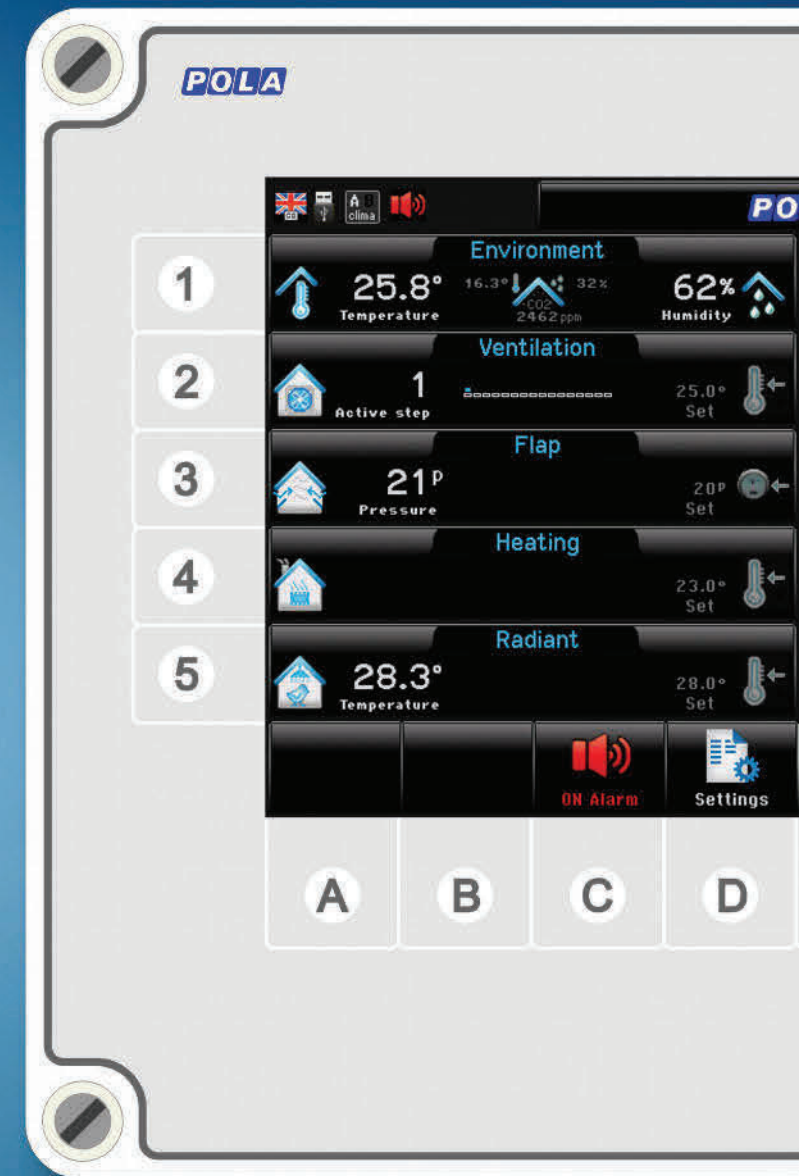 POLA
GB
A B
clima
PO
1
Environment
25.8°
16.3°
32%
62%
Temperature
CO2
2462 ppm
Humidity
2
Ventilation
1
Active step
25.0°
Set
3
Flap
21P
Pressure
20P
Set
4
Heating
23.0°
Set
5
Radiant
28.3°
Temperature
28.0°
Set
ON Alarm
Settings
A
B
C
D